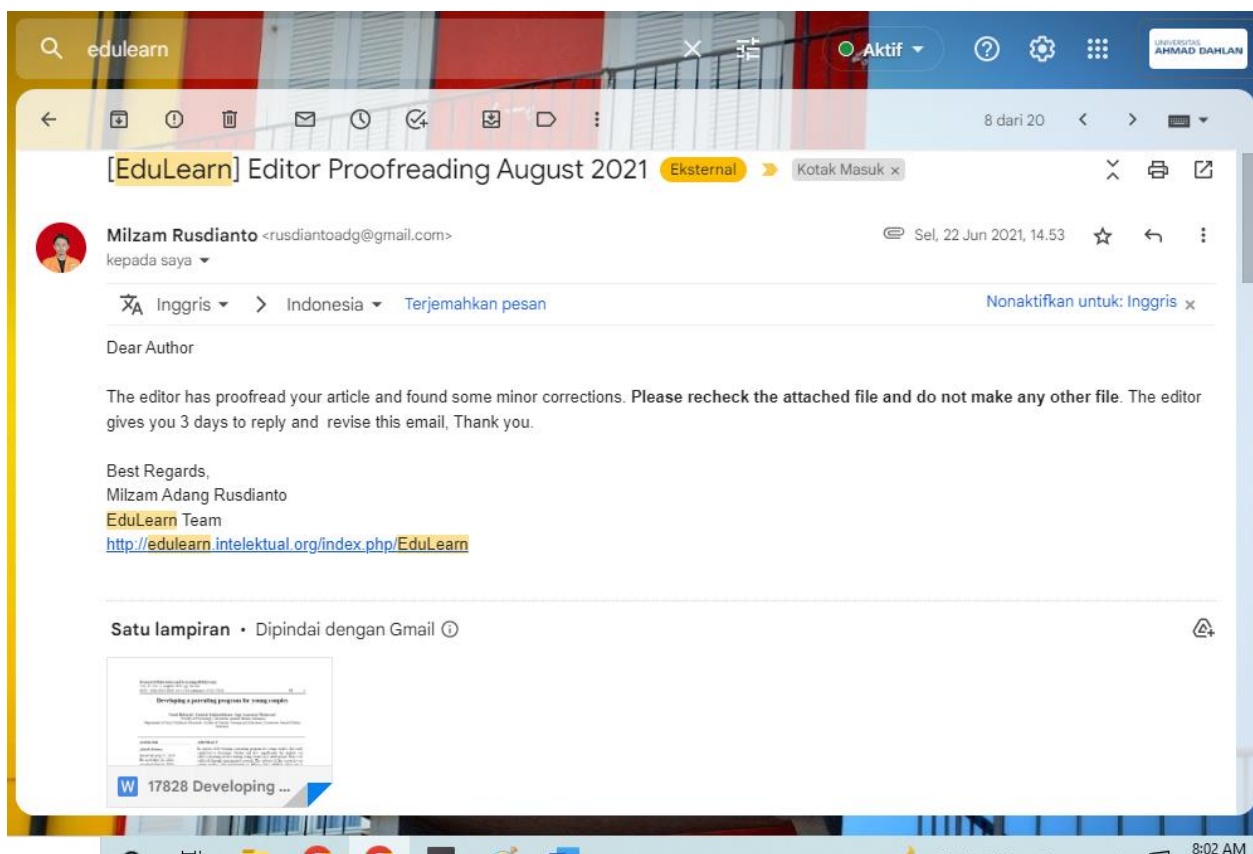 edulearn
Aktif
UNIVERSITAS
AHMAD DAHLAN
8 dari 20
[EduLearn] Editor Proofreading August 2021 Eksternal Kotak Masuk x
Milzam Rusdianto <rusdiantoadg@gmail.com> Sel, 22 Jun 2021, 14.53
kepada saya
Inggris > Indonesia Terjemahkan pesan Nonaktifkan untuk: Inggris x
Dear Author
The editor has proofread your article and found some minor corrections. Please recheck the attached file and do not make any other file. The editor
gives you 3 days to reply and revise this email, Thank you.
Best Regards,
Milzam Adang Rusdianto
EduLearn Team
http://edulearn.intelektual.org/index.php/EduLearn
Satu lampiran • Dipindai dengan Gmail
Developing a parenting program for young couples
ABSTRACT
W 17828 Developing ...
8:02 AM